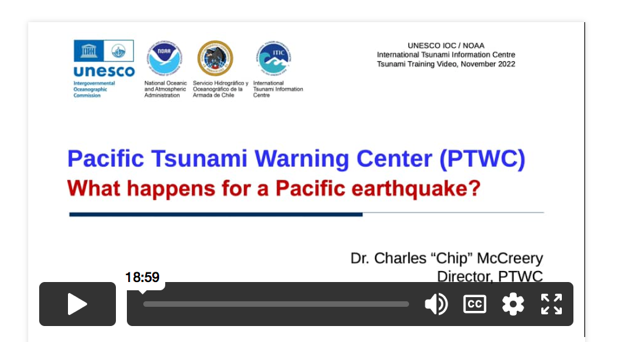 UNESCO IOC / NOAA
International Tsunami Information Centre
Tsunami Training Video, November 2022
NOAA
ITIC
unesco
Intergovernmental
Oceanographic
Commission
National Oceanic
and Atmospheric
Administration
Servicio Hidrográfico y
Oceanográfico de la
Armada de Chile
International
Tsunami Information
Centre
Pacific Tsunami Warning Center (PTWC)
What happens for a Pacific earthquake?
Dr. Charles “Chip” McCreery
Director, PTWC
18:59
CC